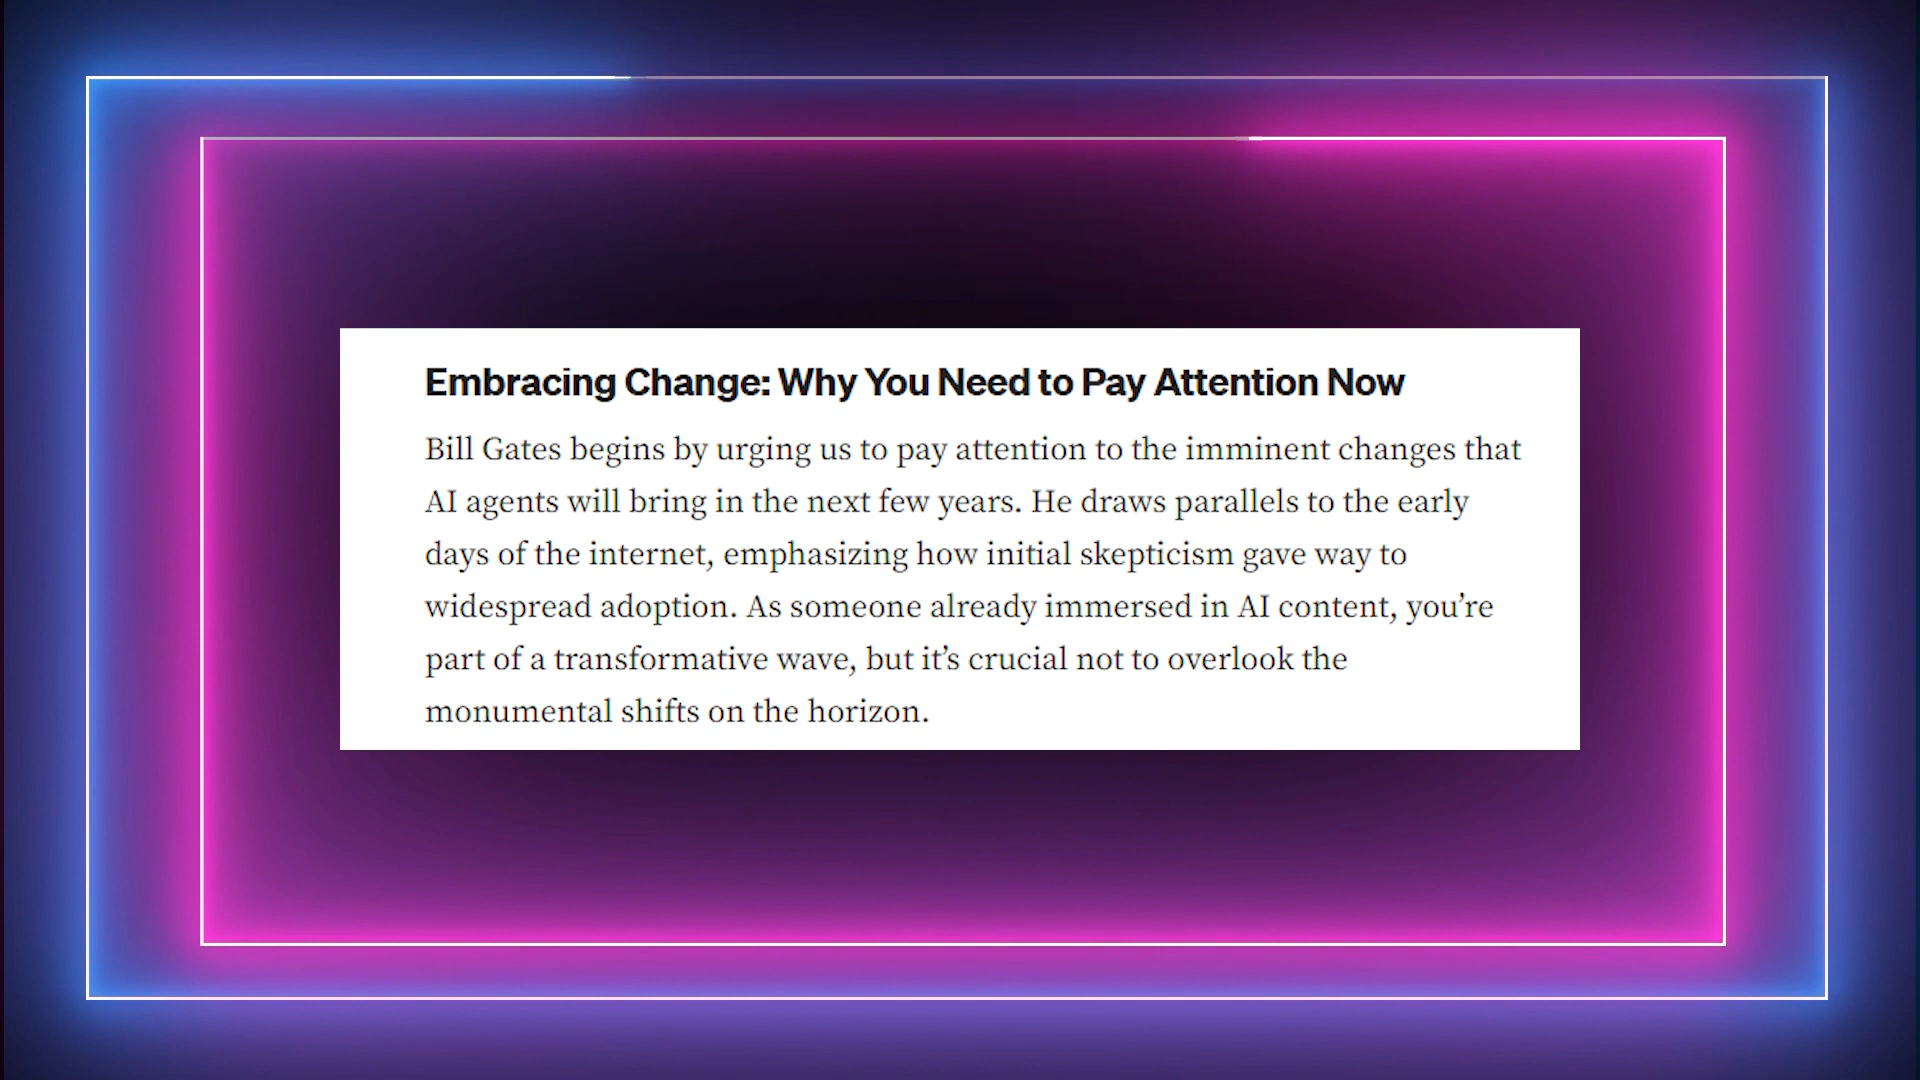 Embracing Change: Why You Need to Pay Attention Now
Bill Gates begins by urging us to pay attention to the imminent changes that
AI agents will bring in the next few years. He draws parallels to the early
days of the internet, emphasizing how initial skepticism gave way to
widespread adoption. As someone already immersed in AI content, you’re
part of a transformative wave, but it’s crucial not to overlook the
monumental shifts on the horizon.